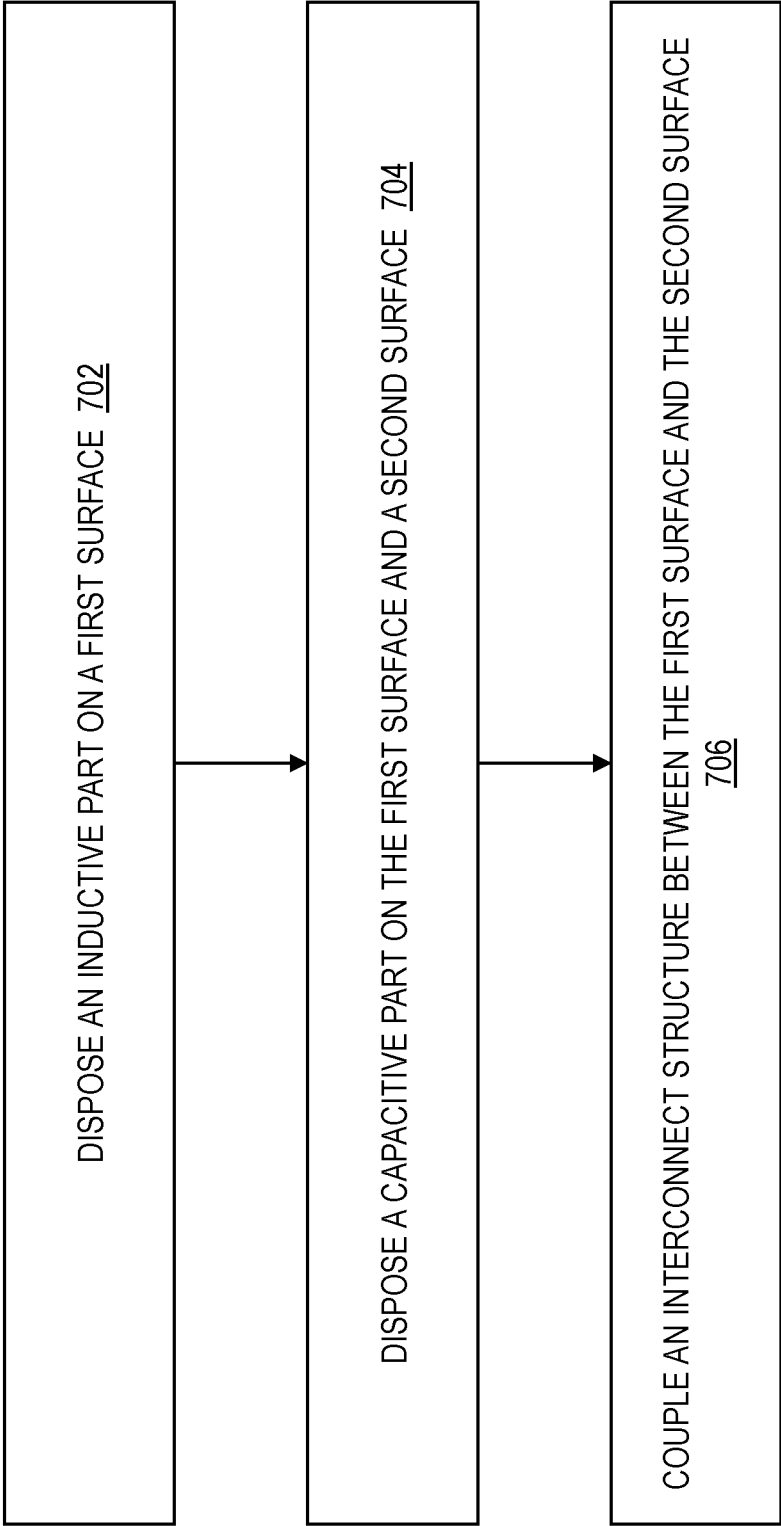 DISPOSE AN INDUCTIVE PART ON A FIRST SURFACE 702
DISPOSE A CAPACITIVE PART ON THE FIRST SURFACE AND A SECOND SURFACE 704
COUPLE AN INTERCONNECT STRUCTURE BETWEEN THE FIRST SURFACE AND THE SECOND SURFACE
706